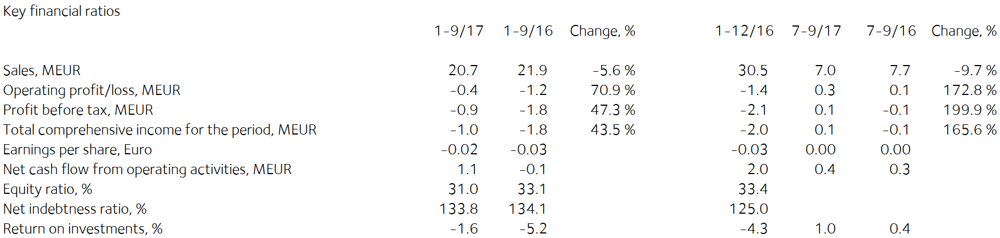 Key financial ratios
1-9/17 1-9/16 Change, % 1-12/16 7-9/17 7-9/16 Change, %
Sales, MEUR 20.7 21.9 -5.6 % 30.5 7.0 7.7 -9.7 %
Operating profit/loss, MEUR -0.4 -1.2 70.9 % -1.4 0.3 0.1 172.8 %
Profit before tax, MEUR -0.9 -1.8 47.3 % -2.1 0.1 -0.1 199.9 %
Total comprehensive income for the period, MEUR -1.0 -1.8 43.5 % -2.0 0.1 -0.1 165.6 %
Earnings per share, Euro -0.02 -0.03 -0.03 0.00 0.00
Net cash flow from operating activities, MEUR 1.1 -0.1 2.0 0.4 0.3
Equity ratio, % 31.0 33.1 33.4
Net indebtness ratio, % 133.8 134.1 125.0
Return on investments, % -1.6 -5.2 -4.3 1.0 0.4